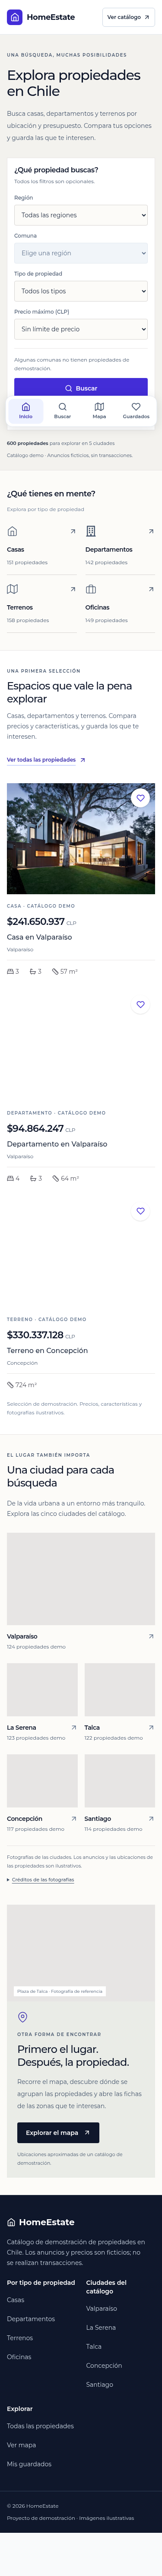 HomeEstate
Ver catálogo
UNA BÚSQUEDA, MUCHAS POSIBILIDADES
Explora propiedades
en Chile
Busca casas, departamentos y terrenos por
ubicación y presupuesto. Compara tus opciones
y guarda las que te interesen.
¿Qué propiedad buscas?
Todos los filtros son opcionales.
Región
Todas las regiones
Comuna
Elige una región
Tipo de propiedad
Todos los tipos
Precio máximo (CLP)
Sin límite de precio
Algunas comunas no tienen propiedades de
demostración.
Buscar
Inicio
Buscar
Mapa
Guardados
600 propiedades para explorar en 5 ciudades
Catálogo demo · Anuncios ficticios, sin transacciones.
¿Qué tienes en mente?
Explora por tipo de propiedad
Casas
151 propiedades
Departamentos
142 propiedades
Terrenos
158 propiedades
Oficinas
149 propiedades
UNA PRIMERA SELECCIÓN
Espacios que vale la pena
explorar
Casas, departamentos y terrenos. Compara
precios y características, y guarda los que te
interesen.
Ver todas las propiedades
CASA · CATÁLOGO DEMO
$241.650.937 CLP
Casa en Valparaíso
Valparaíso
3
3
57 m²
DEPARTAMENTO · CATÁLOGO DEMO
$94.864.247 CLP
Departamento en Valparaíso
Valparaíso
4
3
64 m²
TERRENO · CATÁLOGO DEMO
$330.337.128 CLP
Terreno en Concepción
Concepción
724 m²
Selección de demostración. Precios, características y
fotografías ilustrativos.
EL LUGAR TAMBIÉN IMPORTA
Una ciudad para cada
búsqueda
De la vida urbana a un entorno más tranquilo.
Explora las cinco ciudades del catálogo.
Valparaíso
124 propiedades demo
La Serena
123 propiedades demo
Talca
122 propiedades demo
Concepción
117 propiedades demo
Santiago
114 propiedades demo
Fotografías de las ciudades. Los anuncios y las ubicaciones de
las propiedades son ilustrativos.
Créditos de las fotografías
Plaza de Talca · Fotografía de referencia
OTRA FORMA DE ENCONTRAR
Primero el lugar.
Después, la propiedad.
Recorre el mapa, descubre dónde se
agrupan las propiedades y abre las fichas
de las zonas que te interesan.
Explorar el mapa
Ubicaciones aproximadas de un catálogo de
demostración.
HomeEstate
Catálogo de demostración de propiedades en
Chile. Los anuncios y precios son ficticios; no
se realizan transacciones.
Por tipo de propiedad
Casas
Departamentos
Terrenos
Oficinas
Ciudades del
catálogo
Valparaíso
La Serena
Talca
Concepción
Santiago
Explorar
Todas las propiedades
Ver mapa
Mis guardados
© 2026 HomeEstate
Proyecto de demostración · Imágenes ilustrativas